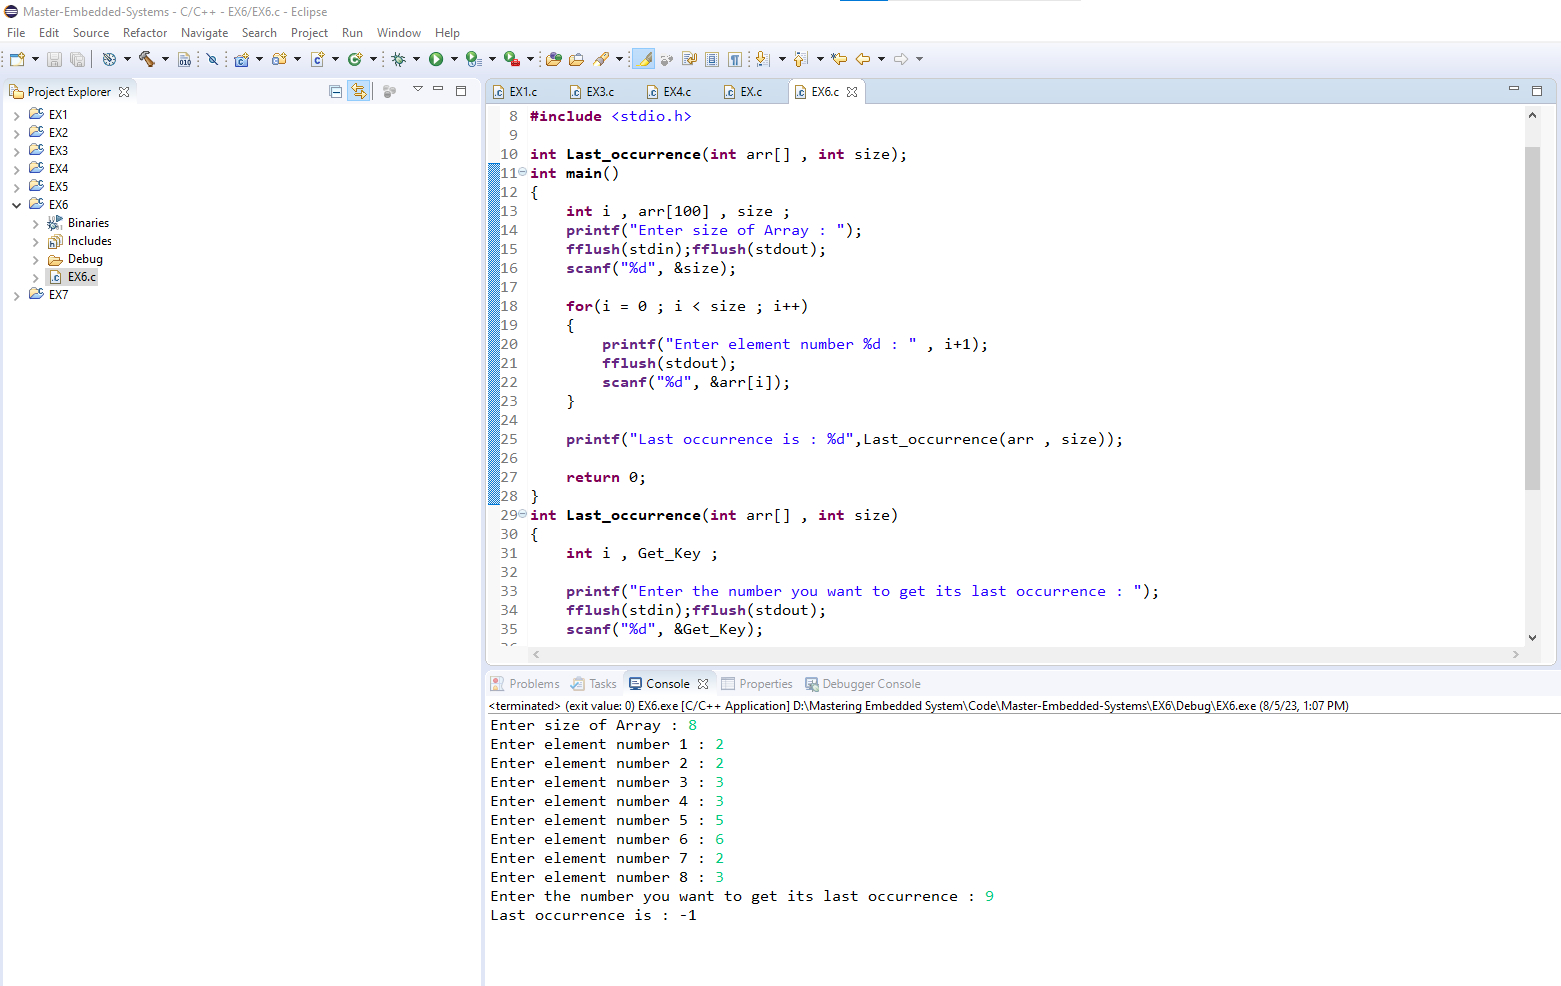 Master-Embedded-Systems - C/C++ - EX6/EX6.c - Eclipse
File Edit Source Refactor Navigate Search Project Run Window Help
Project Explorer
EX1
EX2
EX3
EX4
EX5
EX6
Binaries
Includes
Debug
EX6.c
EX7
EX1.c EX3.c EX4.c EX.c EX6.c
8 #include <stdio.h>
9
10 int Last_occurrence(int arr[] , int size);
11 int main()
12 {
13     int i , arr[100] , size ;
14     printf("Enter size of Array : ");
15     fflush(stdin);fflush(stdout);
16     scanf("%d", &size);
17
18     for(i = 0 ; i < size ; i++)
19     {
20         printf("Enter element number %d : " , i+1);
21         fflush(stdout);
22         scanf("%d", &arr[i]);
23     }
24
25     printf("Last occurrence is : %d",Last_occurrence(arr , size));
26
27     return 0;
28 }
29 int Last_occurrence(int arr[] , int size)
30 {
31     int i , Get_Key ;
32
33     printf("Enter the number you want to get its last occurrence : ");
34     fflush(stdin);fflush(stdout);
35     scanf("%d", &Get_Key);
Problems Tasks Console Properties Debugger Console
<terminated> (exit value: 0) EX6.exe [C/C++ Application] D:\Mastering Embedded System\Code\Master-Embedded-Systems\EX6\Debug\EX6.exe (8/5/23, 1:07 PM)
Enter size of Array : 8
Enter element number 1 : 2
Enter element number 2 : 2
Enter element number 3 : 3
Enter element number 4 : 3
Enter element number 5 : 5
Enter element number 6 : 6
Enter element number 7 : 2
Enter element number 8 : 3
Enter the number you want to get its last occurrence : 9
Last occurrence is : -1